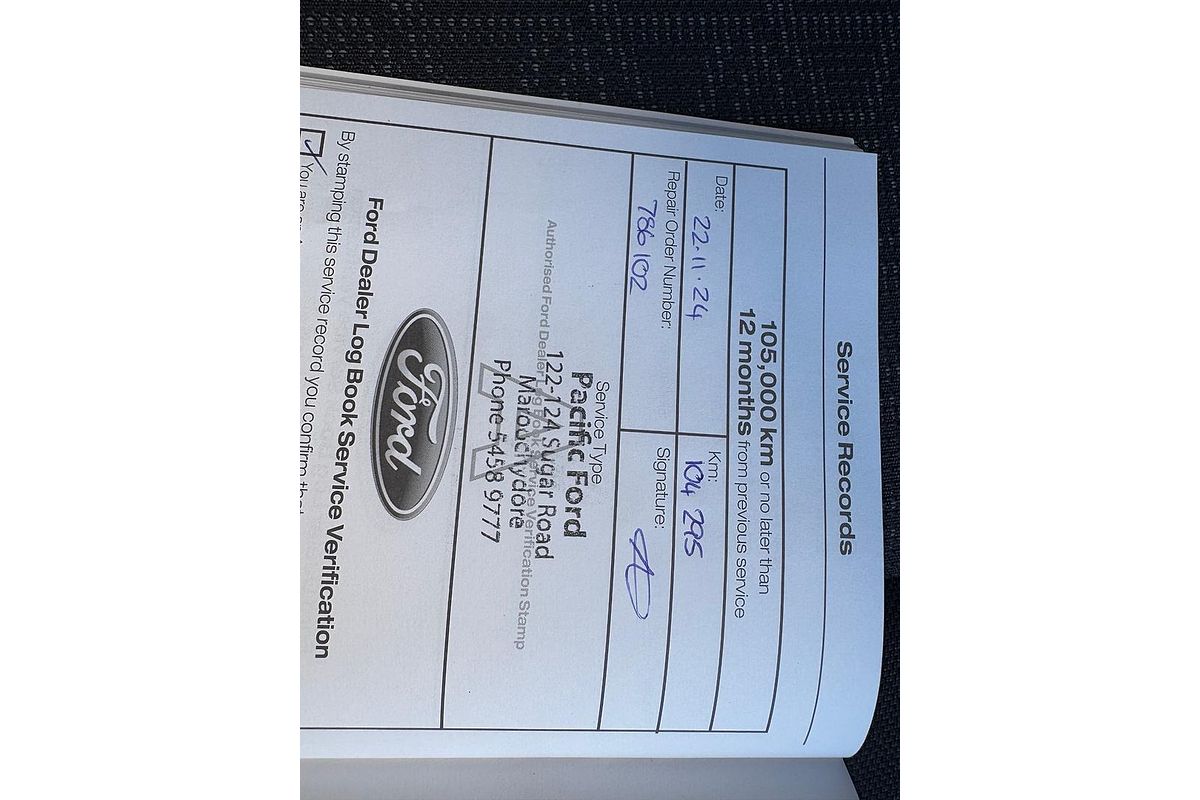 Service Records
105,000 km or no later than
12 months from previous service
Date: 22.11.24
Km: 104 295
Repair Order Number:
786102
Signature:
Service Type
Pacific Ford
122-124 Sugar Road
Maroochydore
Phone 5458 9777
Authorised Ford Dealer Log Book Service Verification Stamp
Ford
Ford Dealer Log Book Service Verification
By stamping this service record you confirm that
You are